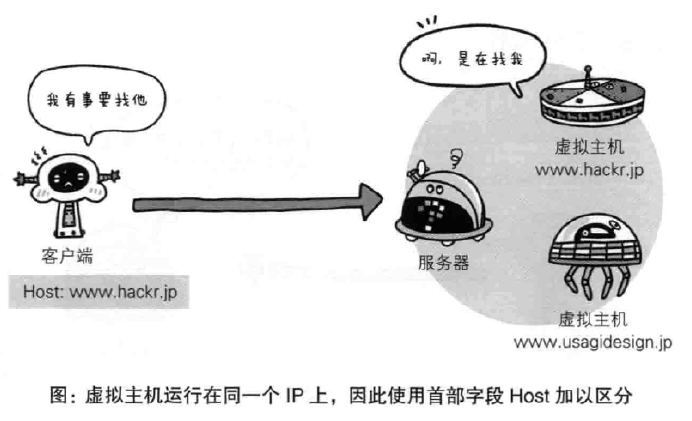 啊，是在找我
我有事要找他
虚拟主机
www.hackr.jp
客户端
服务器
Host: www.hackr.jp
虚拟主机
www.usagidesign.jp
图：虚拟主机运行在同一个 IP 上，因此使用首部字段 Host 加以区分